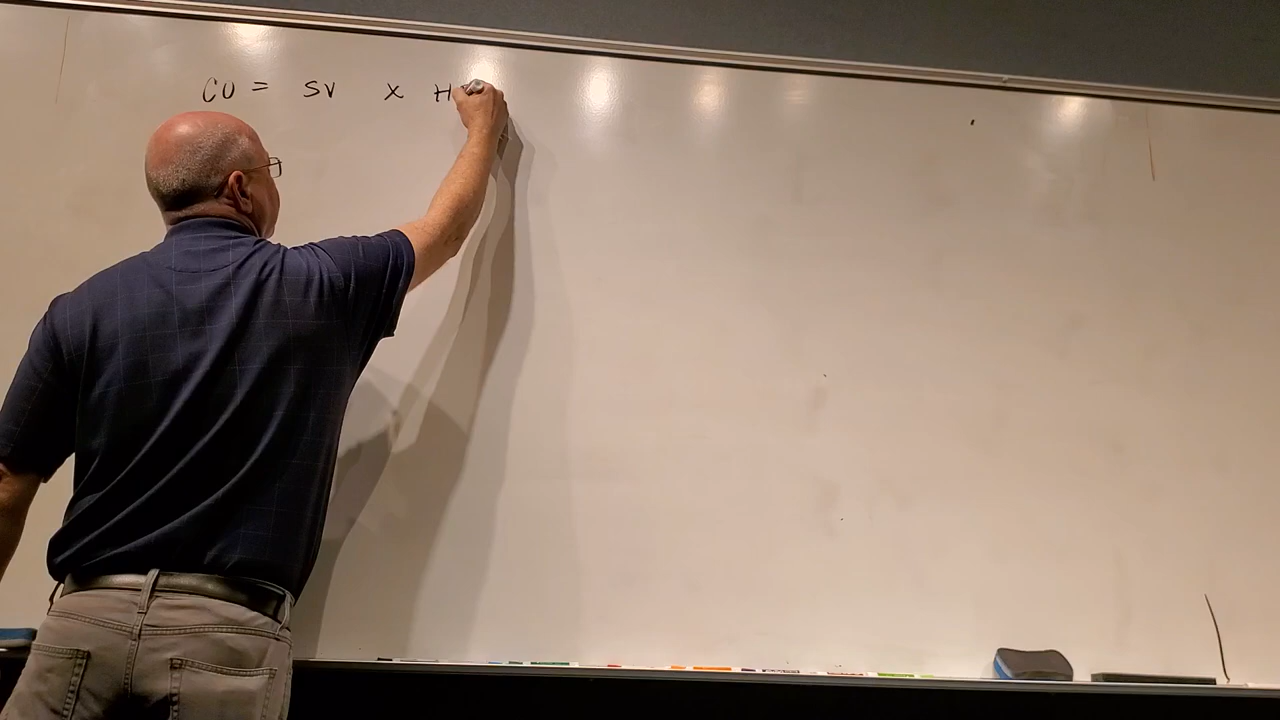 CO = SV x H